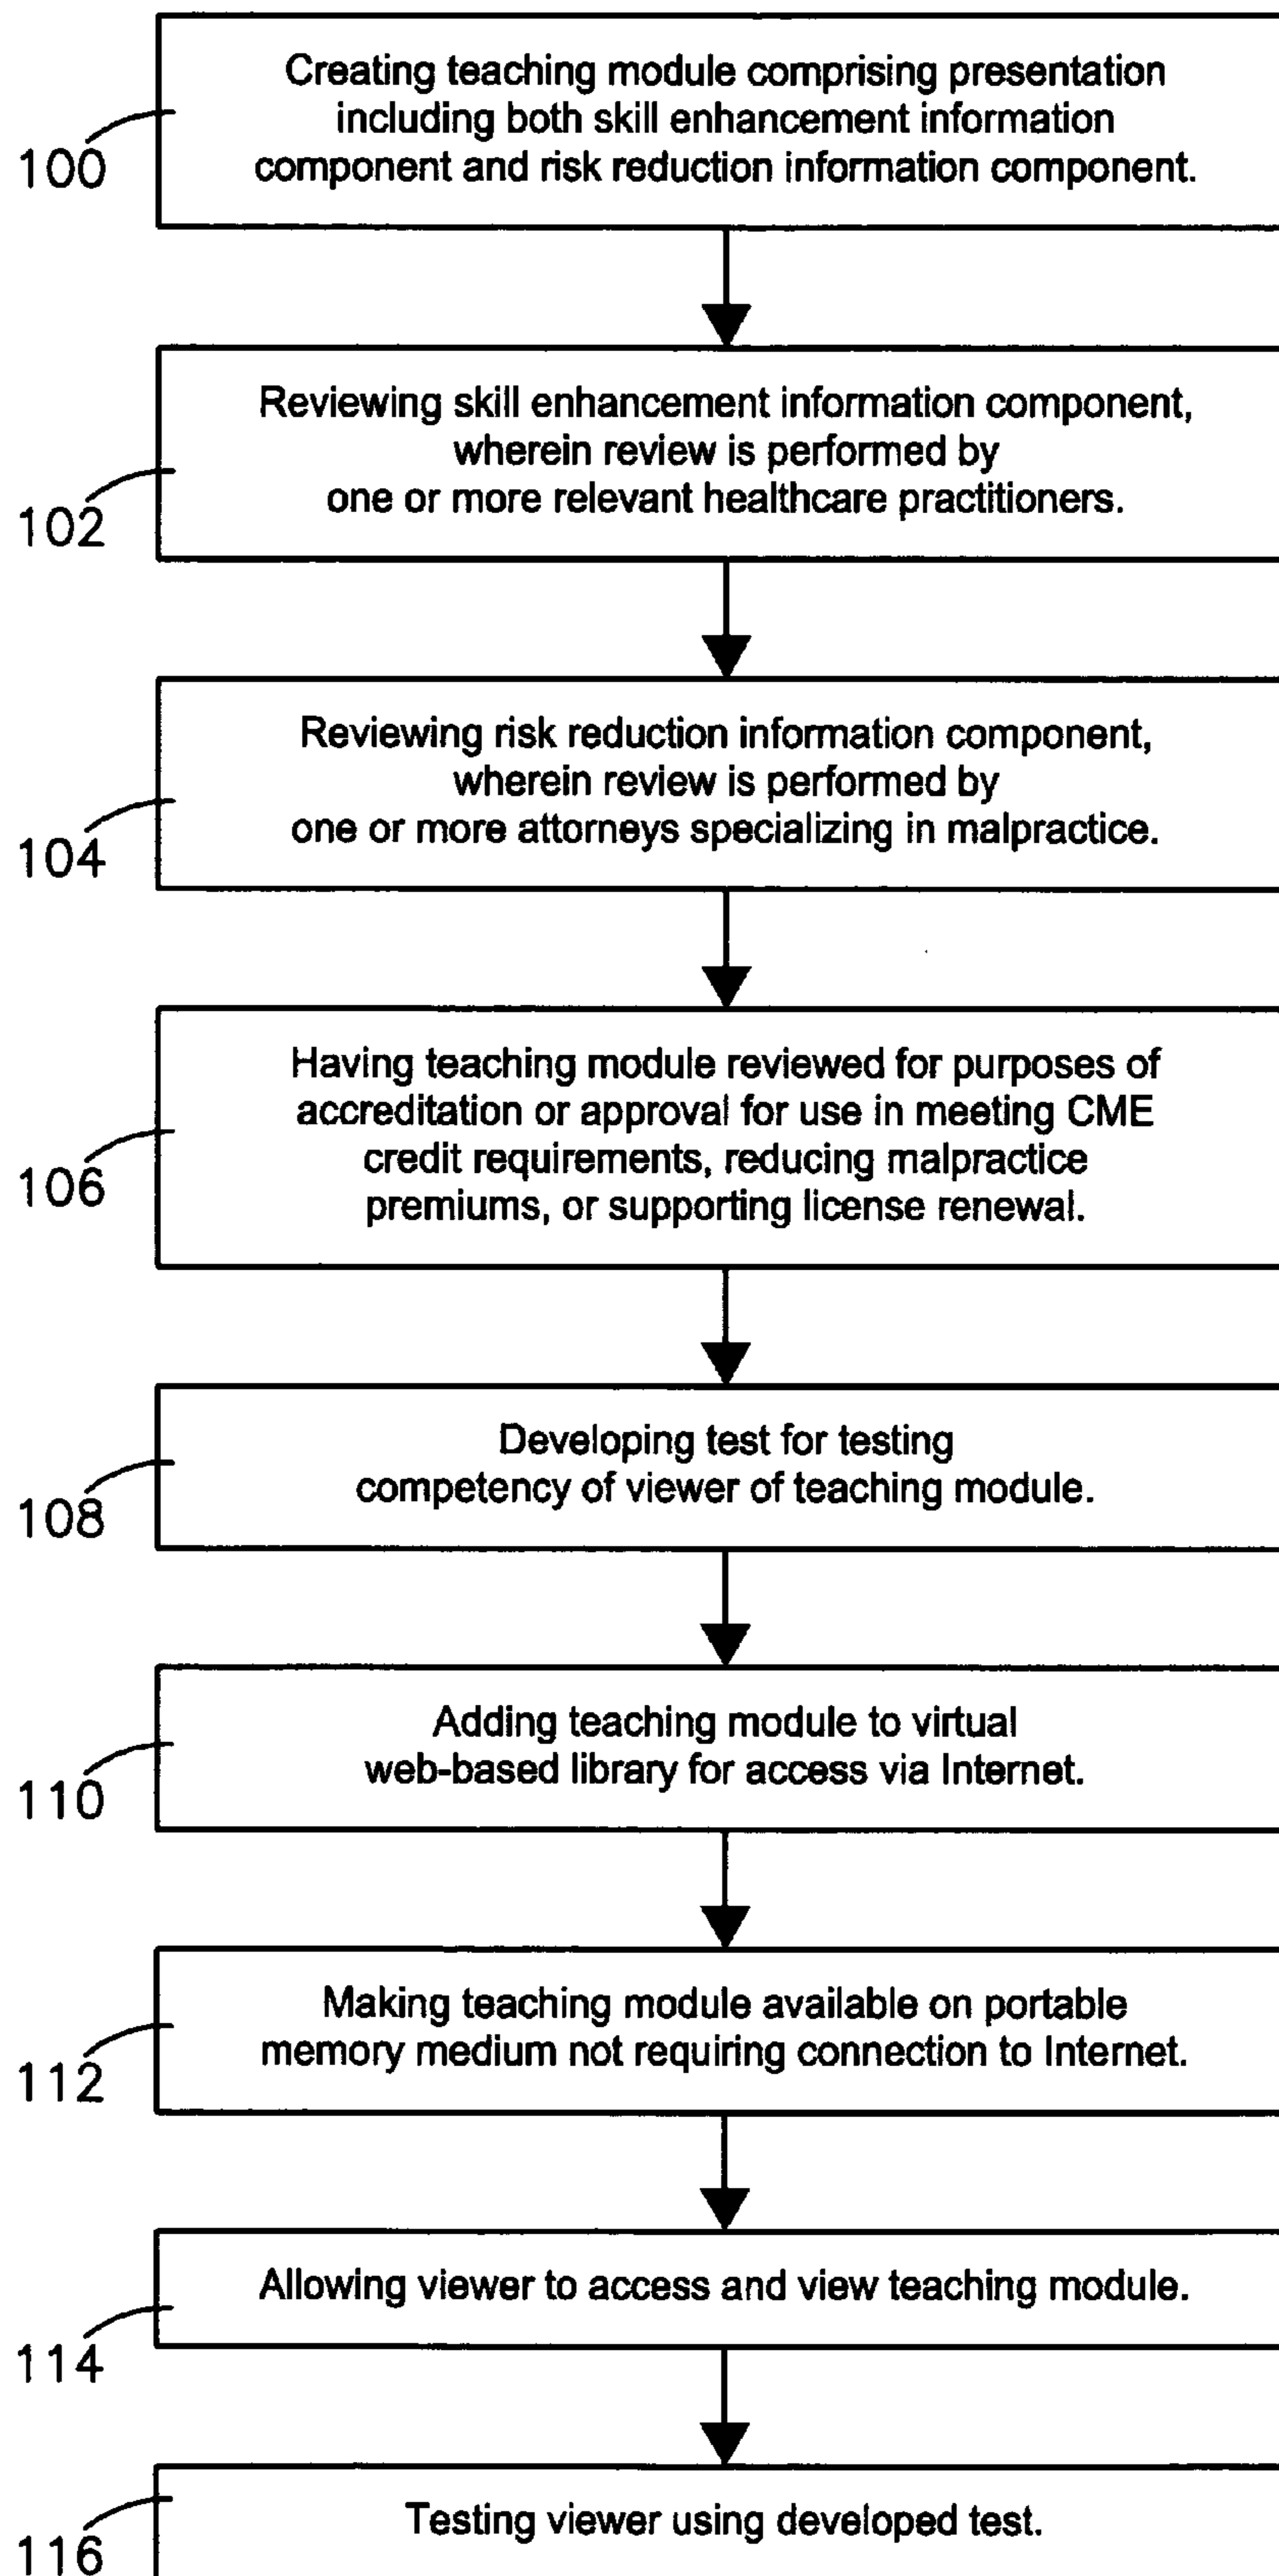 Creating teaching module comprising presentation
including both skill enhancement information
component and risk reduction information component.
100
Reviewing skill enhancement information component,
wherein review is performed by
one or more relevant healthcare practitioners.
102
Reviewing risk reduction information component,
wherein review is performed by
one or more attorneys specializing in malpractice.
104
Having teaching module reviewed for purposes of
accreditation or approval for use in meeting CME
credit requirements, reducing malpractice
premiums, or supporting license renewal.
106
Developing test for testing
competency of viewer of teaching module.
108
Adding teaching module to virtual
web-based library for access via Internet.
110
Making teaching module available on portable
memory medium not requiring connection to Internet.
112
Allowing viewer to access and view teaching module.
114
Testing viewer using developed test.
116